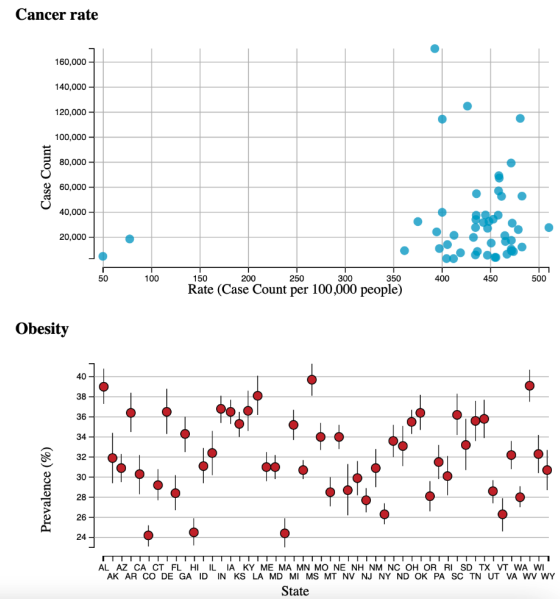 Cancer rate
160,000
140,000
120,000
100,000
80,000
60,000
40,000
20,000
Case Count
50 100 150 200 250 300 350 400 450 500
Rate (Case Count per 100,000 people)
Obesity
40
38
36
34
32
30
28
26
24
Prevalence (%)
AL AZ CA CT FL HI IL IA KY MD MI MO NE NH NM NC OH OR RI SD TX VT WA WI
AK AR CO DE GA ID IN KS LA MA MN MS MT NV NJ NY ND OK PA SC TN UT VA WV WY
State